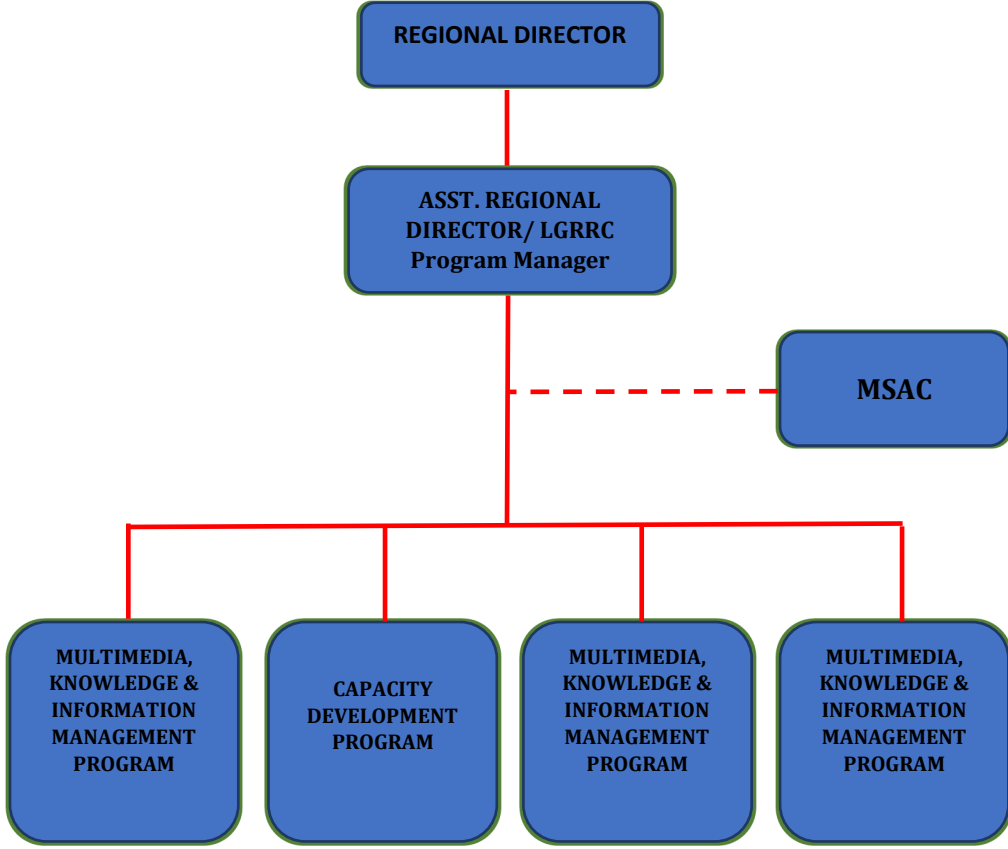 REGIONAL DIRECTOR
ASST. REGIONAL
DIRECTOR/ LGRRC
Program Manager
MSAC
MULTIMEDIA,
KNOWLEDGE &
INFORMATION
MANAGEMENT
PROGRAM
CAPACITY
DEVELOPMENT
PROGRAM
MULTIMEDIA,
KNOWLEDGE &
INFORMATION
MANAGEMENT
PROGRAM
MULTIMEDIA,
KNOWLEDGE &
INFORMATION
MANAGEMENT
PROGRAM